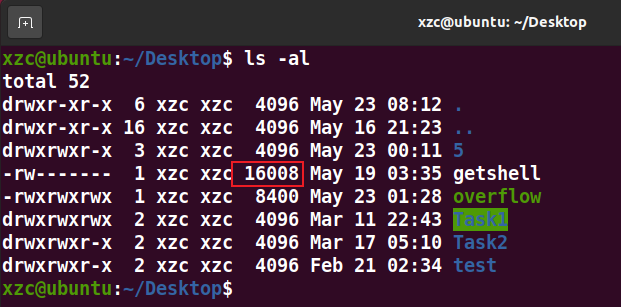 xzc@ubuntu: ~/Desktop
xzc@ubuntu:~/Desktop$ ls -al
total 52
drwxr-xr-x  6 xzc xzc  4096 May 23 08:12 .
drwxr-xr-x 16 xzc xzc  4096 May 16 21:23 ..
drwxrwxr-x  3 xzc xzc  4096 May 23 00:11 5
-rw-------  1 xzc xzc 16008 May 19 03:35 getshell
-rwxrwxrwx  1 xzc xzc  8400 May 23 01:28 overflow
drwxrwxrwx  2 xzc xzc  4096 Mar 11 22:43 Task1
drwxrwxr-x  2 xzc xzc  4096 Mar 17 05:10 Task2
drwxrwxr-x  2 xzc xzc  4096 Feb 21 02:34 test
xzc@ubuntu:~/Desktop$